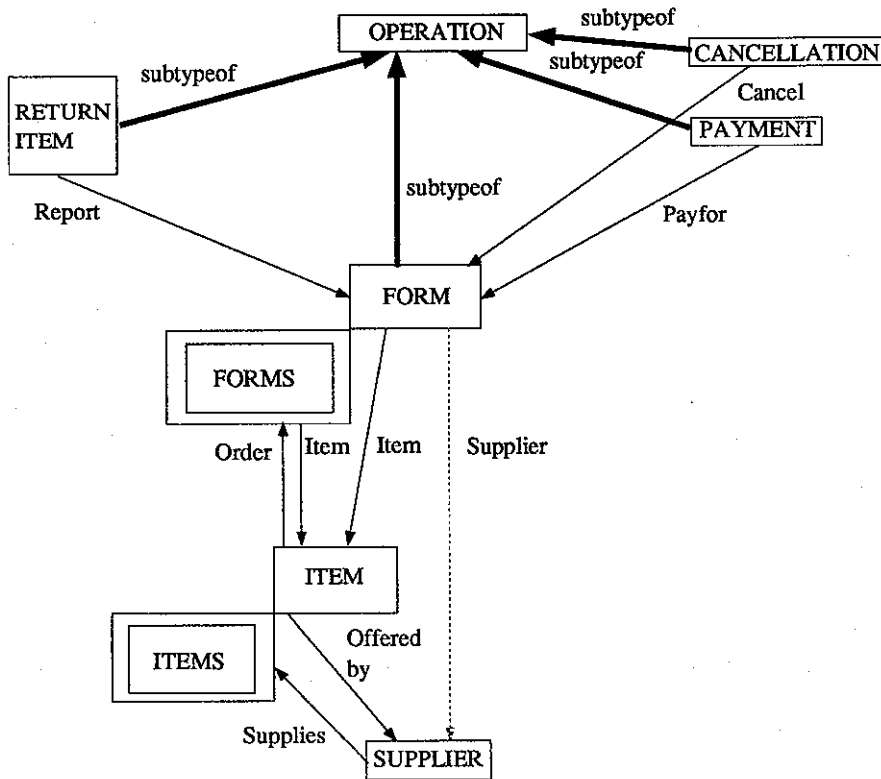 OPERATION
subtypeof
CANCELLATION
subtypeof
subtypeof
Cancel
RETURN
ITEM
PAYMENT
subtypeof
Report
Payfor
FORM
FORMS
Order
Item
Item
Supplier
ITEM
Offered
by
ITEMS
Supplies
SUPPLIER